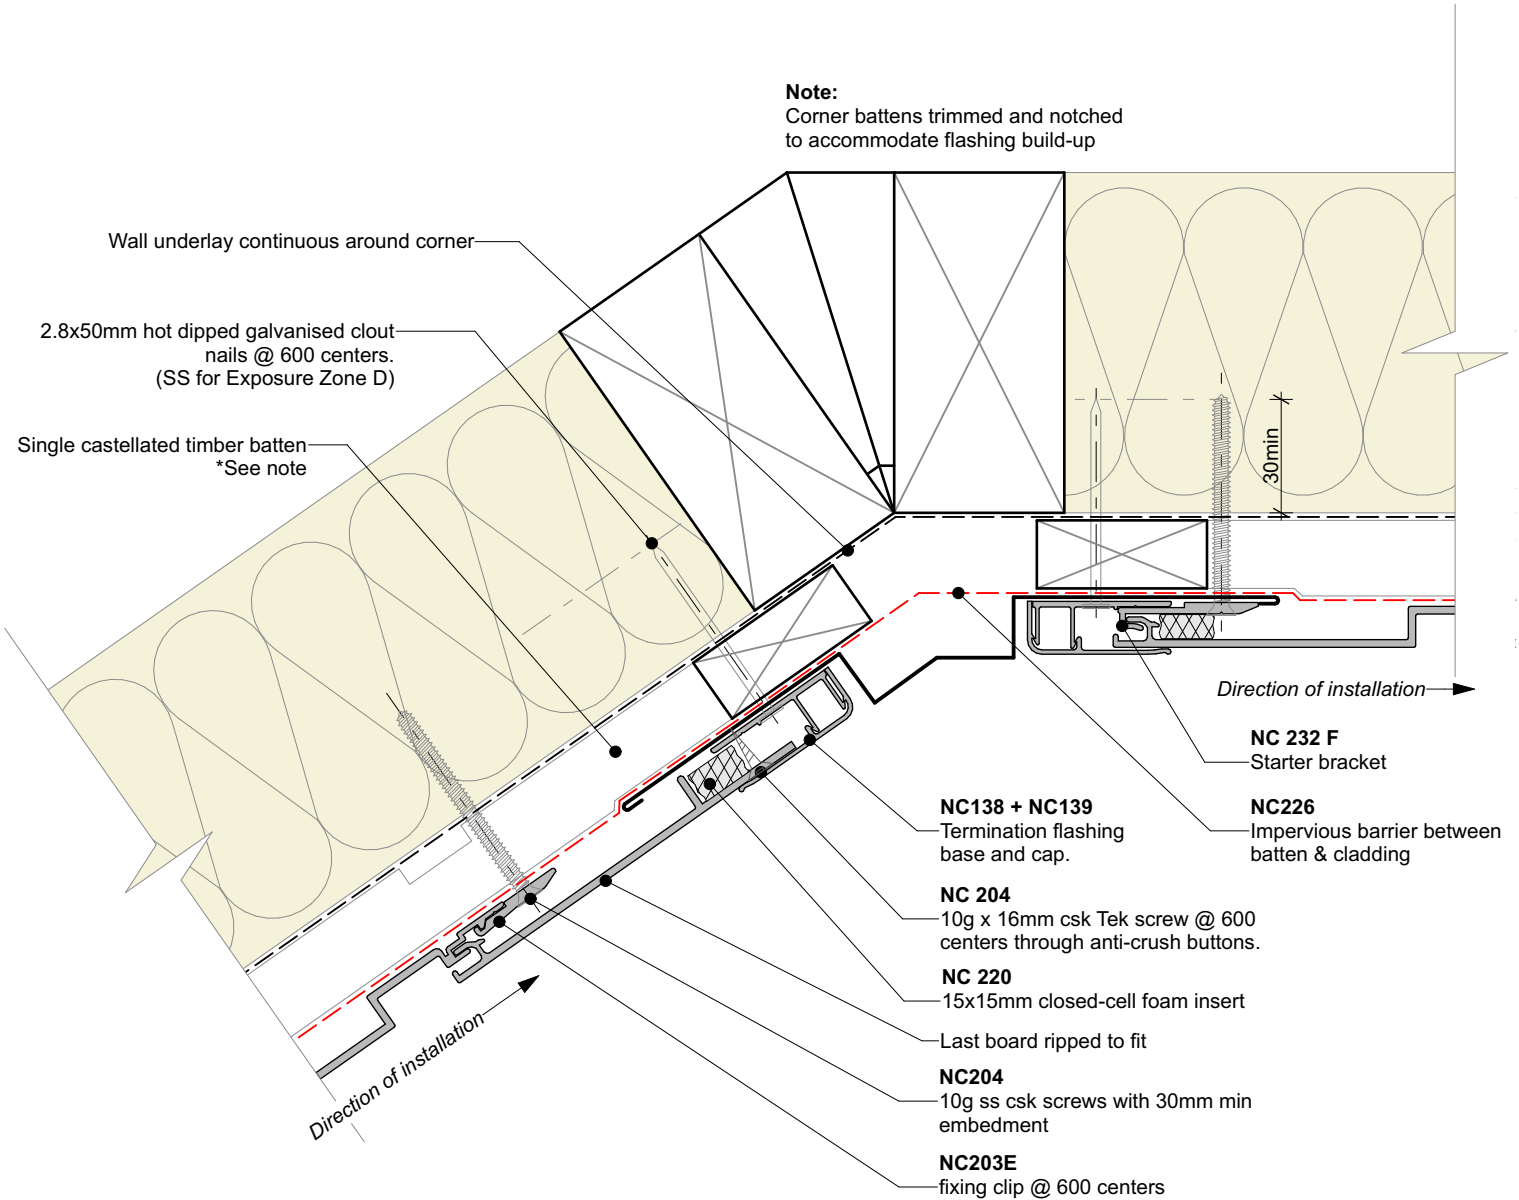 Note:
Corner battens trimmed and notched
to accommodate flashing build-up
Wall underlay continuous around corner
2.8x50mm hot dipped galvanised clout
nails @ 600 centers.
(SS for Exposure Zone D)
Single castellated timber batten
*See note
30min
Direction of installation
NC 232 F
Starter bracket
NC138 + NC139
Termination flashing
base and cap.
NC226
Impervious barrier between
batten & cladding
NC 204
10g x 16mm csk Tek screw @ 600
centers through anti-crush buttons.
NC 220
15x15mm closed-cell foam insert
Last board ripped to fit
Direction of installation
NC204
10g ss csk screws with 30mm min
embedment
NC203E
fixing clip @ 600 centers